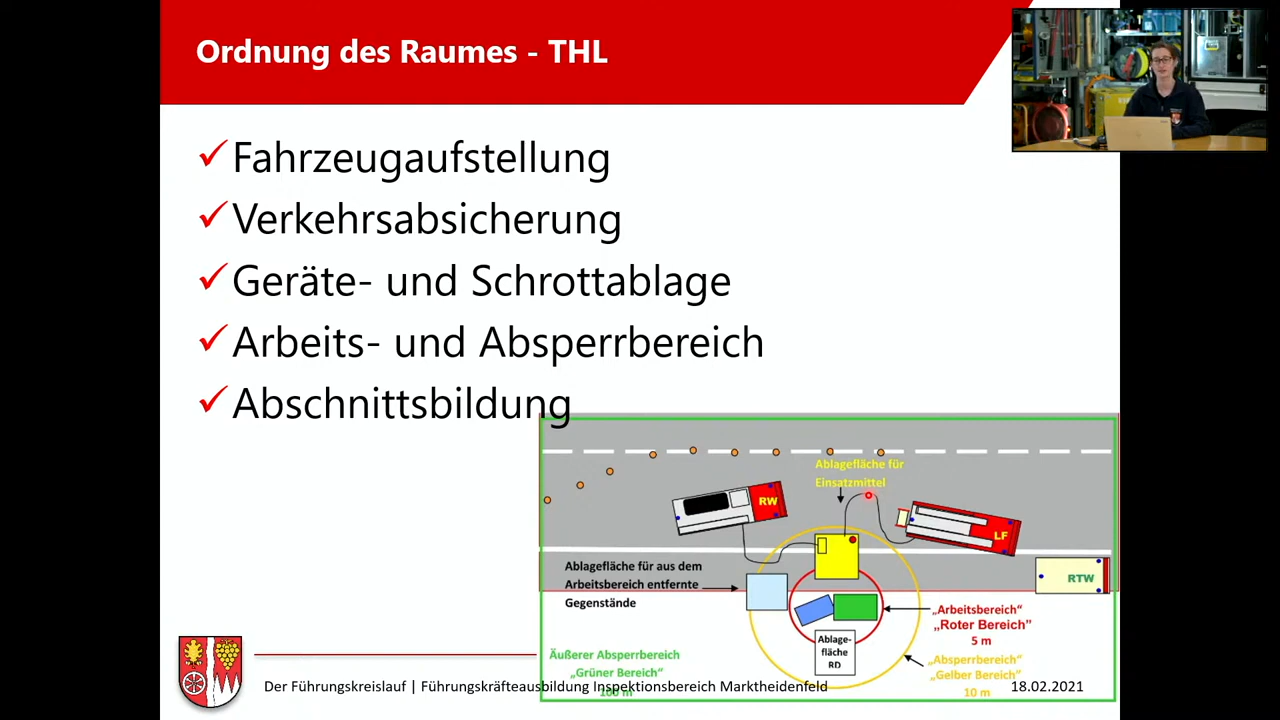 Ordnung des Raumes - THL
Fahrzeugaufstellung
Verkehrsabsicherung
Geräte- und Schrottablage
Arbeits- und Absperrbereich
Abschnittsbildung
Ablagefläche für
Einsatzmittel
RW
LF
RTW
Ablagefläche für aus dem
Arbeitsbereich entfernte
Gegenstände
„Arbeitsbereich“
„Roter Bereich”
5 m
Ablage-
fläche
RD
„Absperrbereich“
„Gelber Bereich“
10 m
Äußerer Absperrbereich
„Grüner Bereich“
100 m
Der Führungskreislauf | Führungskräfteausbildung Inspektionsbereich Marktheidenfeld
18.02.2021